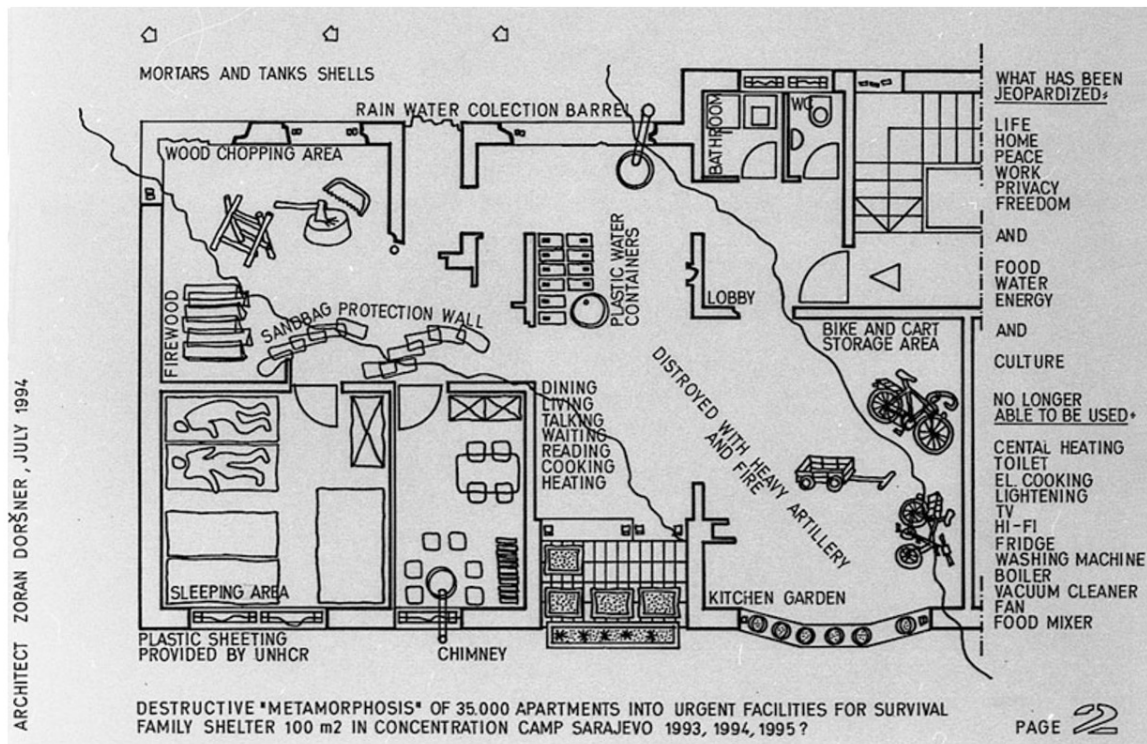 MORTARS AND TANKS SHELLS
RAIN WATER COLECTION BARREL
WOOD CHOPPING AREA
BATHROOM
WC
FIREWOOD
SANDBAG PROTECTION WALL
PLASTIC WATER
CONTAINERS
LOBBY
BIKE AND CART
STORAGE AREA
DINING
LIVING
TALKING
WAITING
READING
COOKING
HEATING
DISTROYED WITH HEAVY ARTILLERY
AND FIRE
SLEEPING AREA
KITCHEN GARDEN
PLASTIC SHEETING
PROVIDED BY UNHCR
CHIMNEY
WHAT HAS BEEN
JEOPARDIZED:
LIFE
HOME
PEACE
WORK
PRIVACY
FREEDOM
AND
FOOD
WATER
ENERGY
AND
CULTURE
NO LONGER
ABLE TO BE USED:
CENTAL HEATING
TOILET
EL. COOKING
LIGHTENING
TV
HI-FI
FRIDGE
WASHING MACHINE
BOILER
VACUUM CLEANER
FAN
FOOD MIXER
ARCHITECT ZORAN DORŠNER, JULY 1994
DESTRUCTIVE "METAMORPHOSIS" OF 35.000 APARTMENTS INTO URGENT FACILITIES FOR SURVIVAL
FAMILY SHELTER 100 m2 IN CONCENTRATION CAMP SARAJEVO 1993, 1994, 1995?
PAGE 2